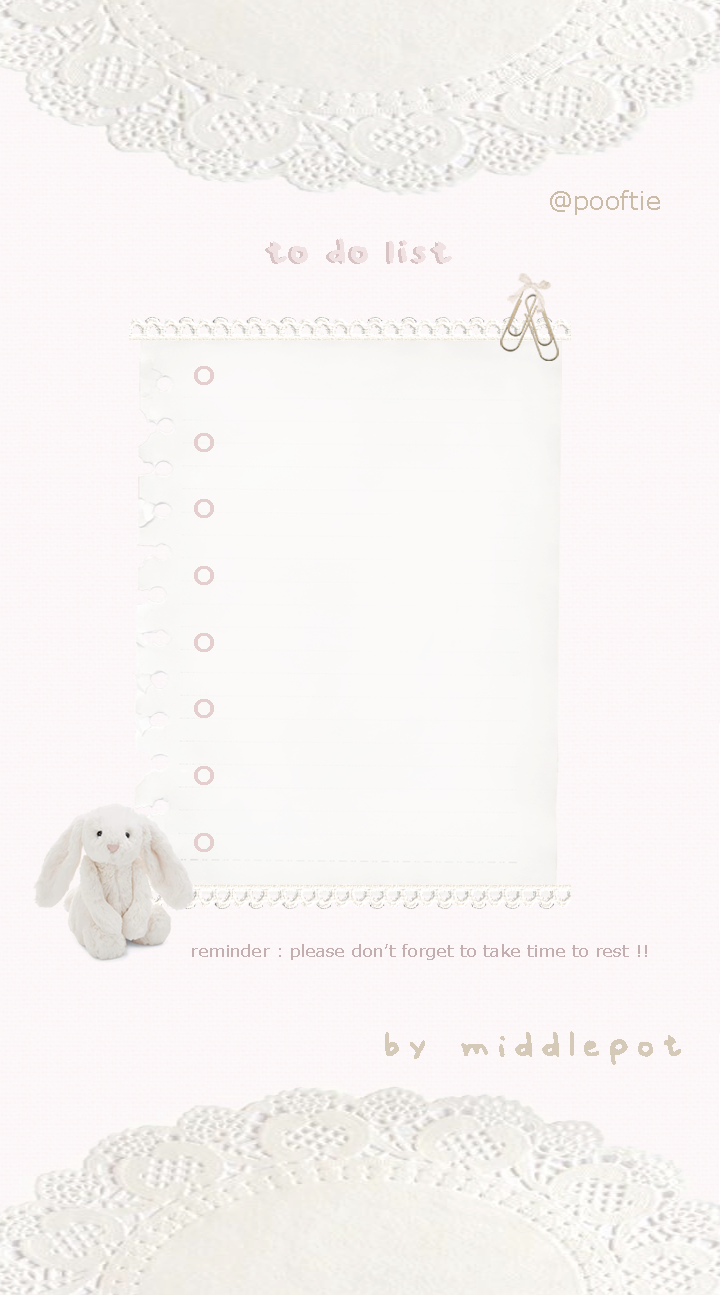 @pooftie
to do list
reminder : please don't forget to take time to rest !!
by middlepot